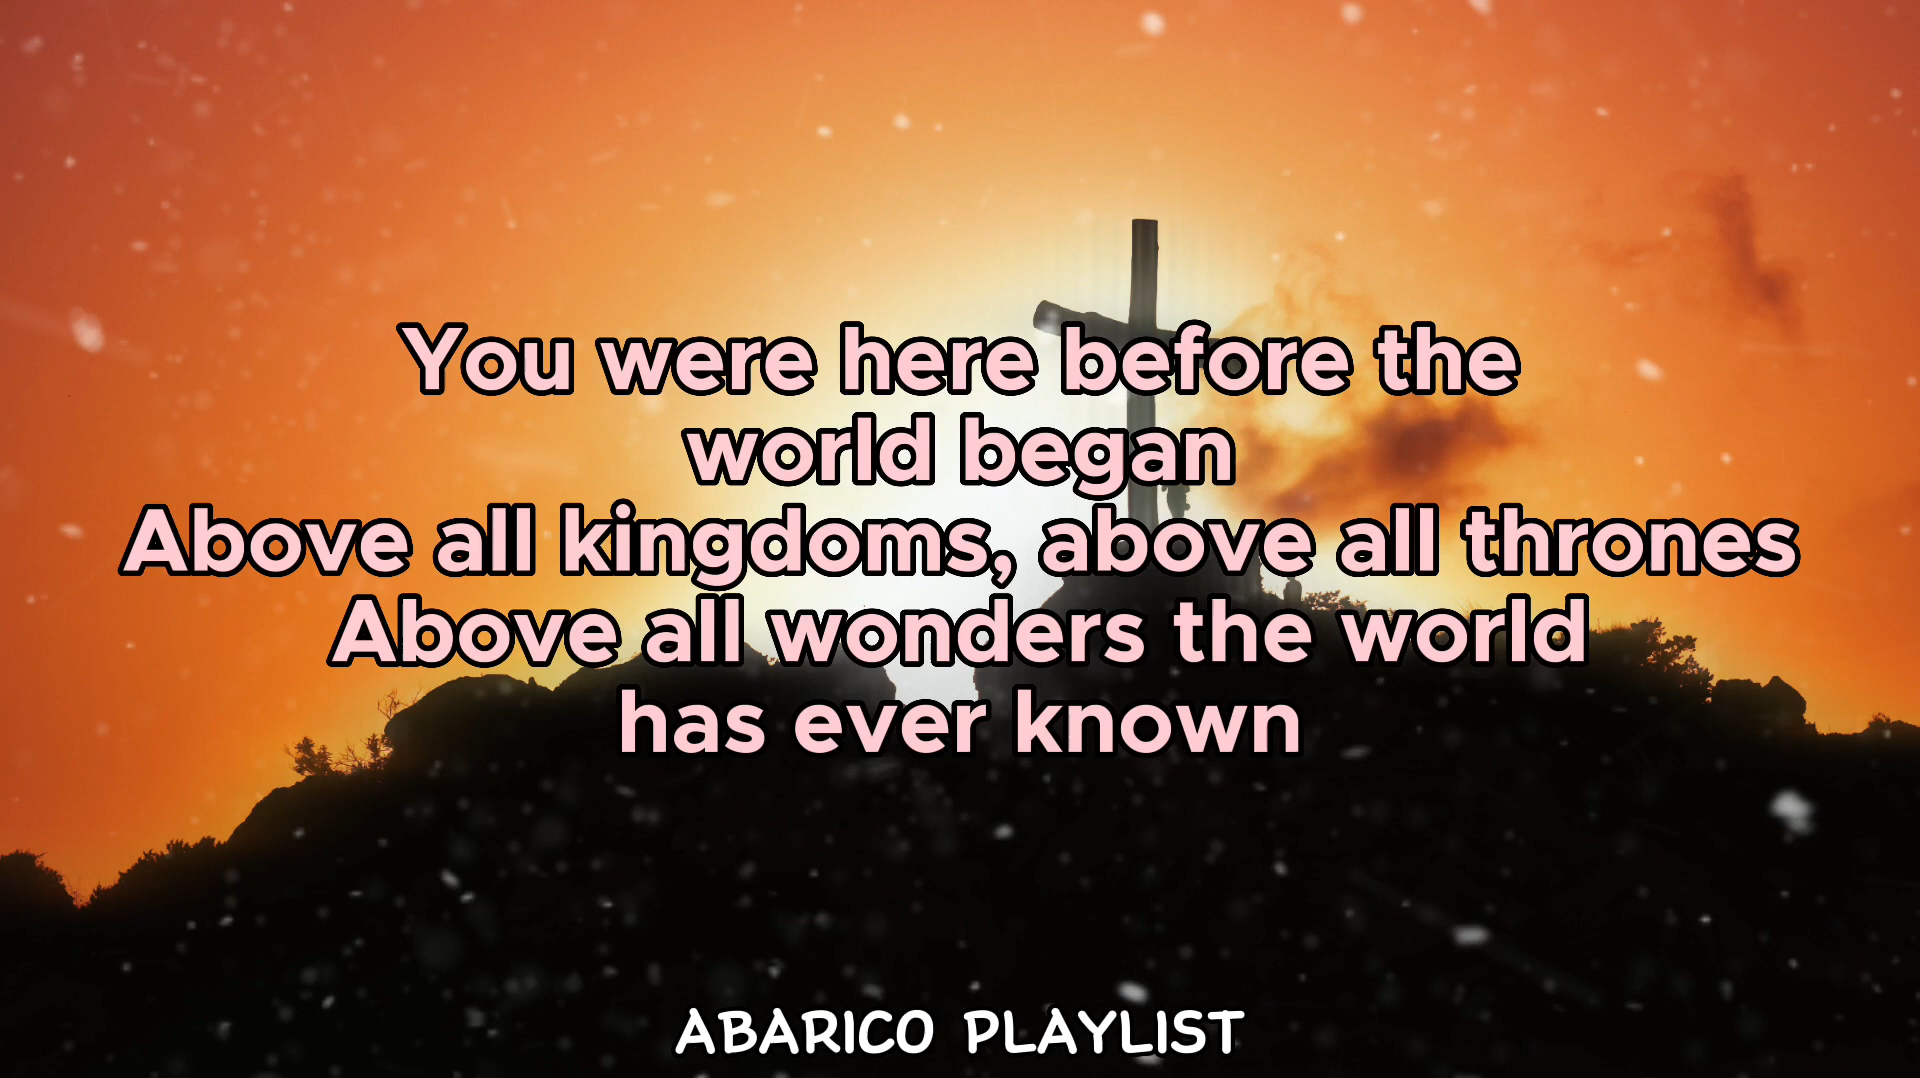 You were here before the
world began
Above all kingdoms, above all thrones
Above all wonders the world
has ever known
ABARICO PLAYLIST